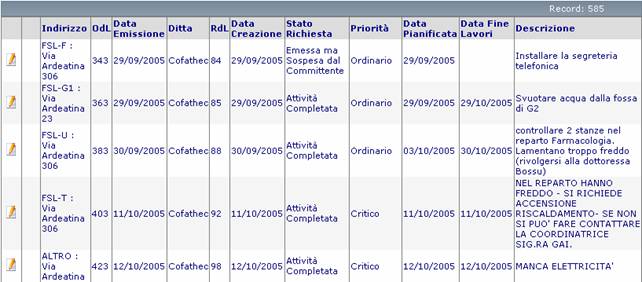 Record: 585
Indirizzo OdL Data Emissione Ditta RdL Data Creazione Stato Richiesta Priorità Data Pianificata Data Fine Lavori Descrizione
FSL-F : Via Ardeatina 306 343 29/09/2005 Cofathec 84 29/09/2005 Emessa ma Sospesa dal Committente Ordinario 29/09/2005 Installare la segreteria telefonica
FSL-G1 : Via Ardeatina 23 363 29/09/2005 Cofathec 85 29/09/2005 Attività Completata Ordinario 29/09/2005 29/10/2005 Svuotare acqua dalla fossa di G2
FSL-U : Via Ardeatina 306 383 30/09/2005 Cofathec 88 30/09/2005 Attività Completata Ordinario 03/10/2005 30/10/2005 controllare 2 stanze nel reparto Farmacologia. Lamentano troppo freddo (rivolgersi alla dottoressa Bossu)
FSL-T : Via Ardeatina 306 403 11/10/2005 Cofathec 92 11/10/2005 Attività Completata Critico 11/10/2005 11/10/2005 NEL REPARTO HANNO FREDDO - SI RICHIEDE ACCENSIONE RISCALDAMENTO- SE NON SI PUO' FARE CONTATTARE LA COORDINATRICE SIG.RA GAI.
ALTRO : Via Ardeatina 423 12/10/2005 Cofathec 98 12/10/2005 Attività Completata Critico 12/10/2005 12/10/2005 MANCA ELETTRICITA'